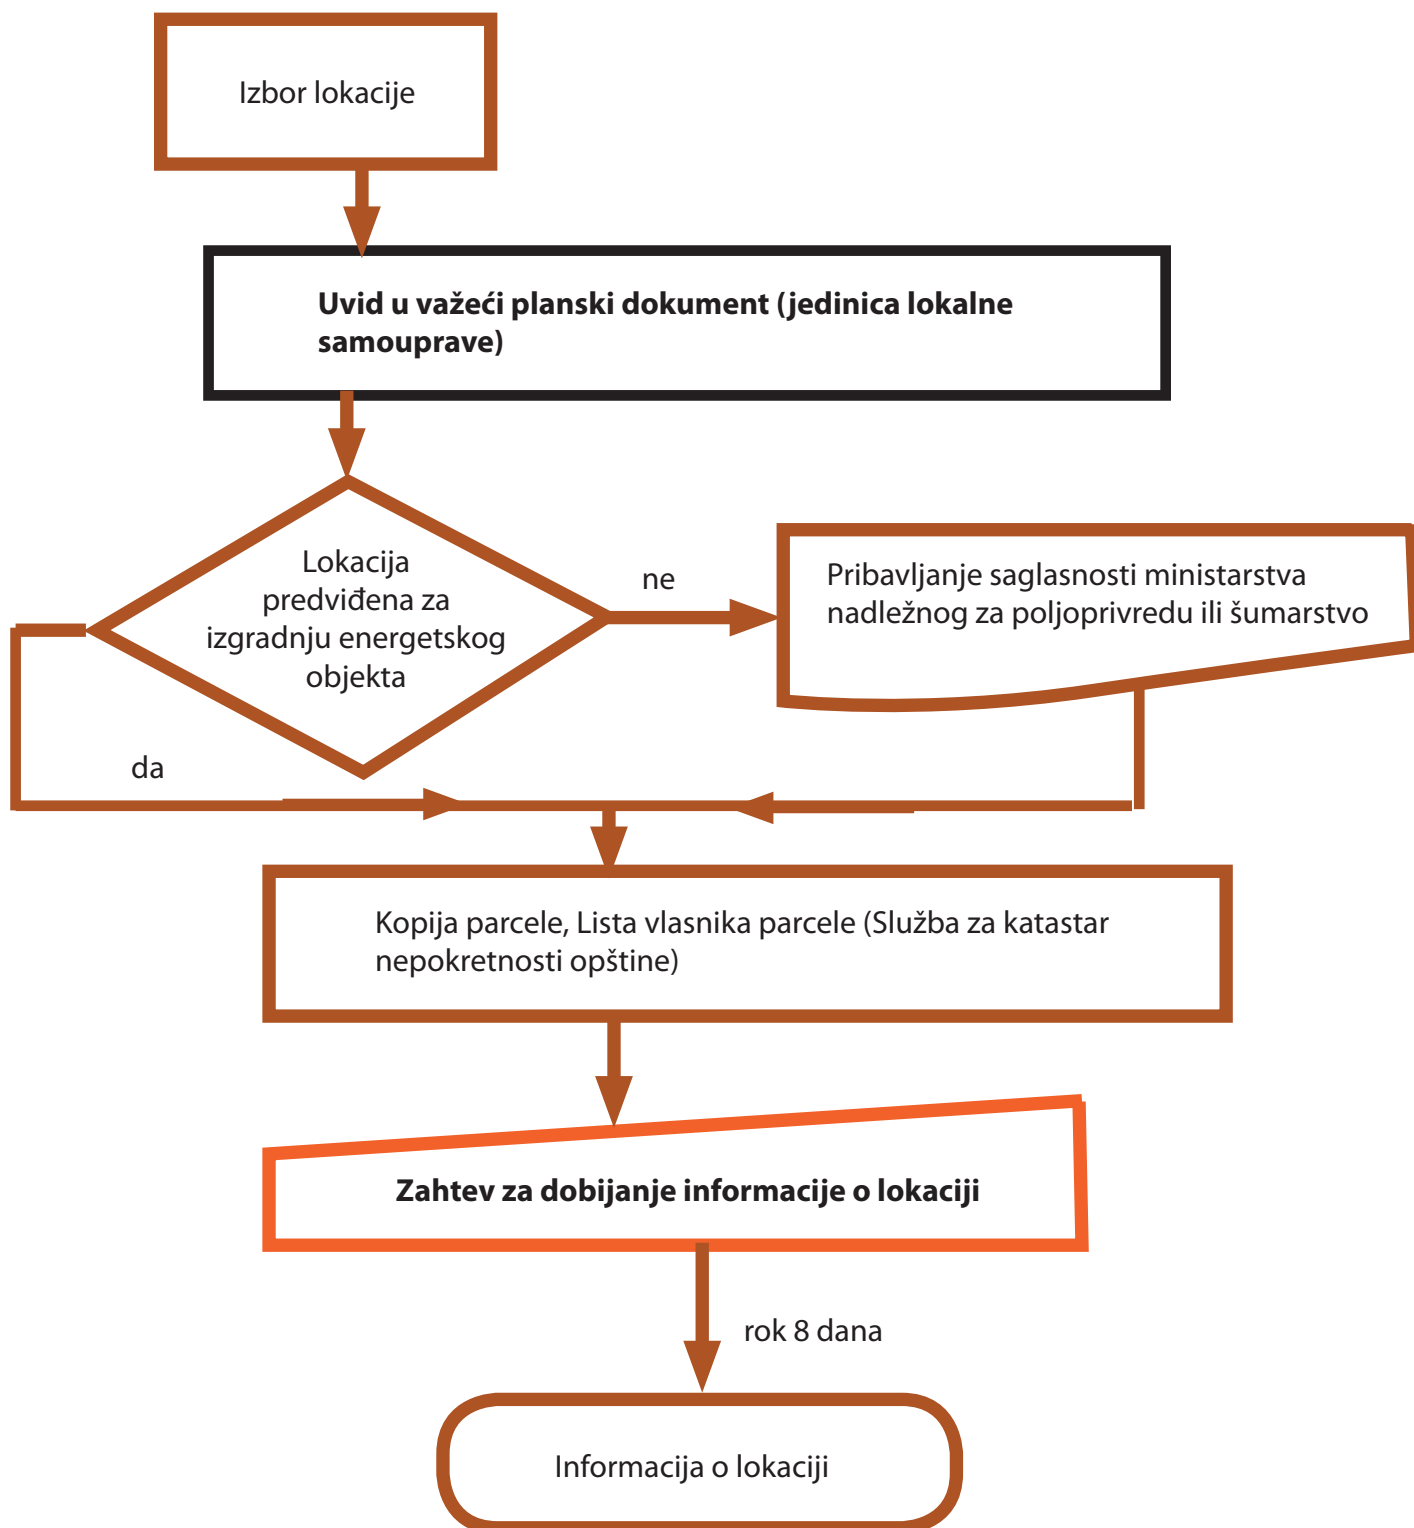 Izbor lokacije
Uvid u važeći planski dokument (jedinica lokalne
samouprave)
Lokacija
predviđena za
izgradnju energetskog
objekta
ne
Pribavljanje saglasnosti ministarstva
nadležnog za poljoprivredu ili šumarstvo
da
Kopija parcele, Lista vlasnika parcele (Služba za katastar
nepokretnosti opštine)
Zahtev za dobijanje informacije o lokaciji
rok 8 dana
Informacija o lokaciji